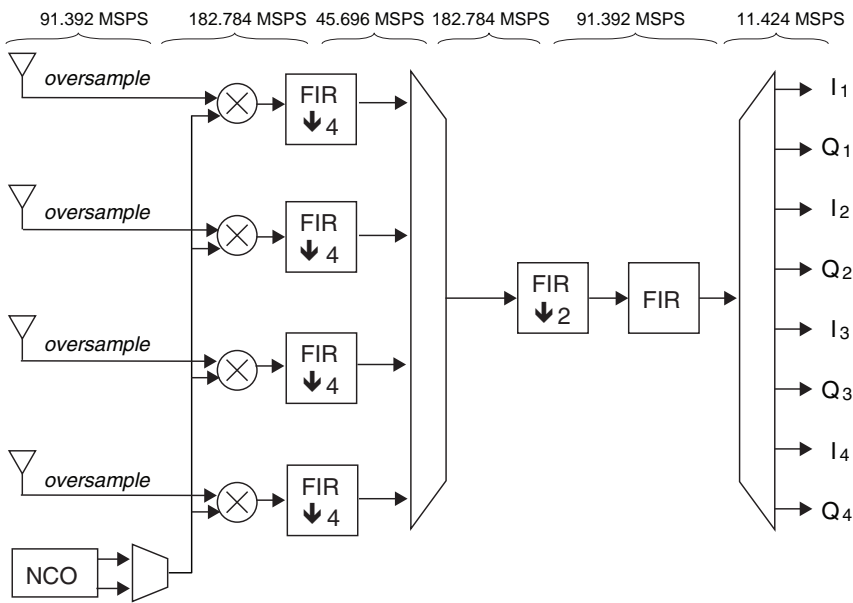 91.392 MSPS 182.784 MSPS 45.696 MSPS 182.784 MSPS 91.392 MSPS 11.424 MSPS
oversample
FIR
4
oversample
FIR
4
oversample
FIR
4
oversample
FIR
4
NCO
FIR
2
FIR
I1
Q1
I2
Q2
I3
Q3
I4
Q4